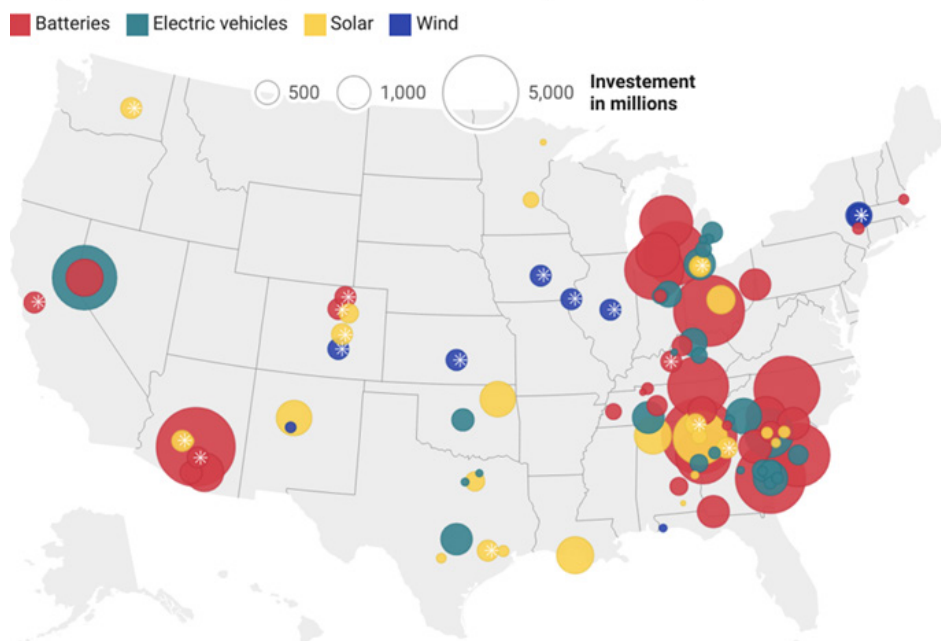 Batteries Electric vehicles Solar Wind
500 1,000 5,000 Investement
in millions